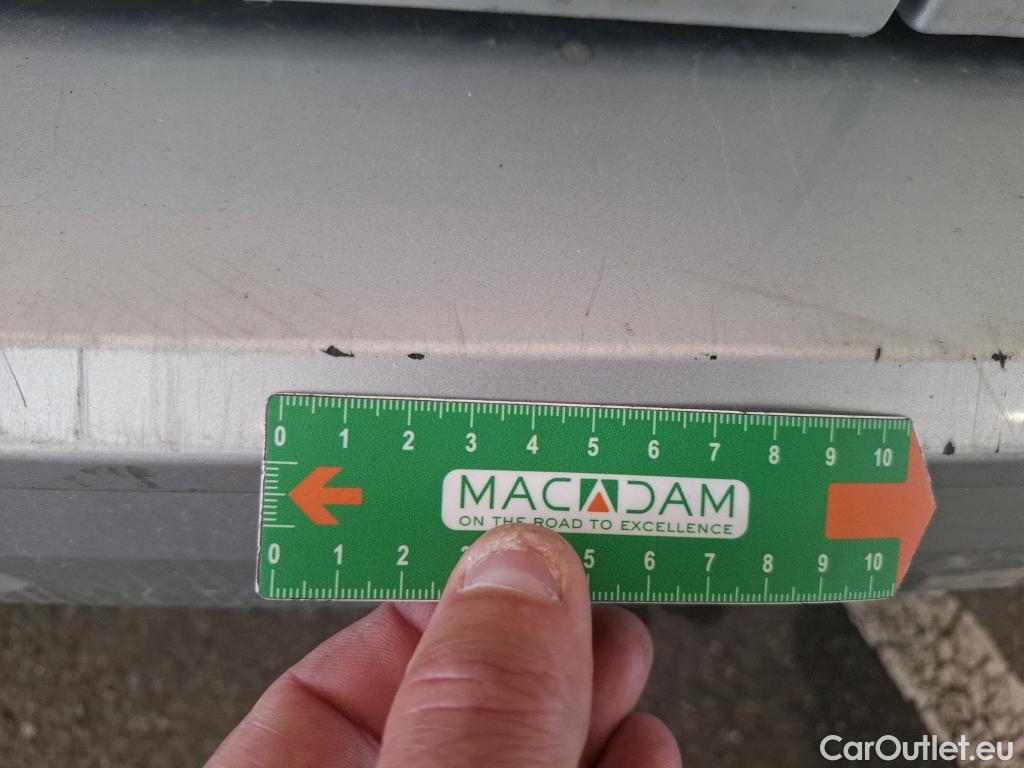 0 1 2 3 4 5 6 7 8 9 10
MACADAM
ON THE ROAD TO EXCELLENCE
0 1 2 3 5 6 7 8 9 10
CarOutlet.eu